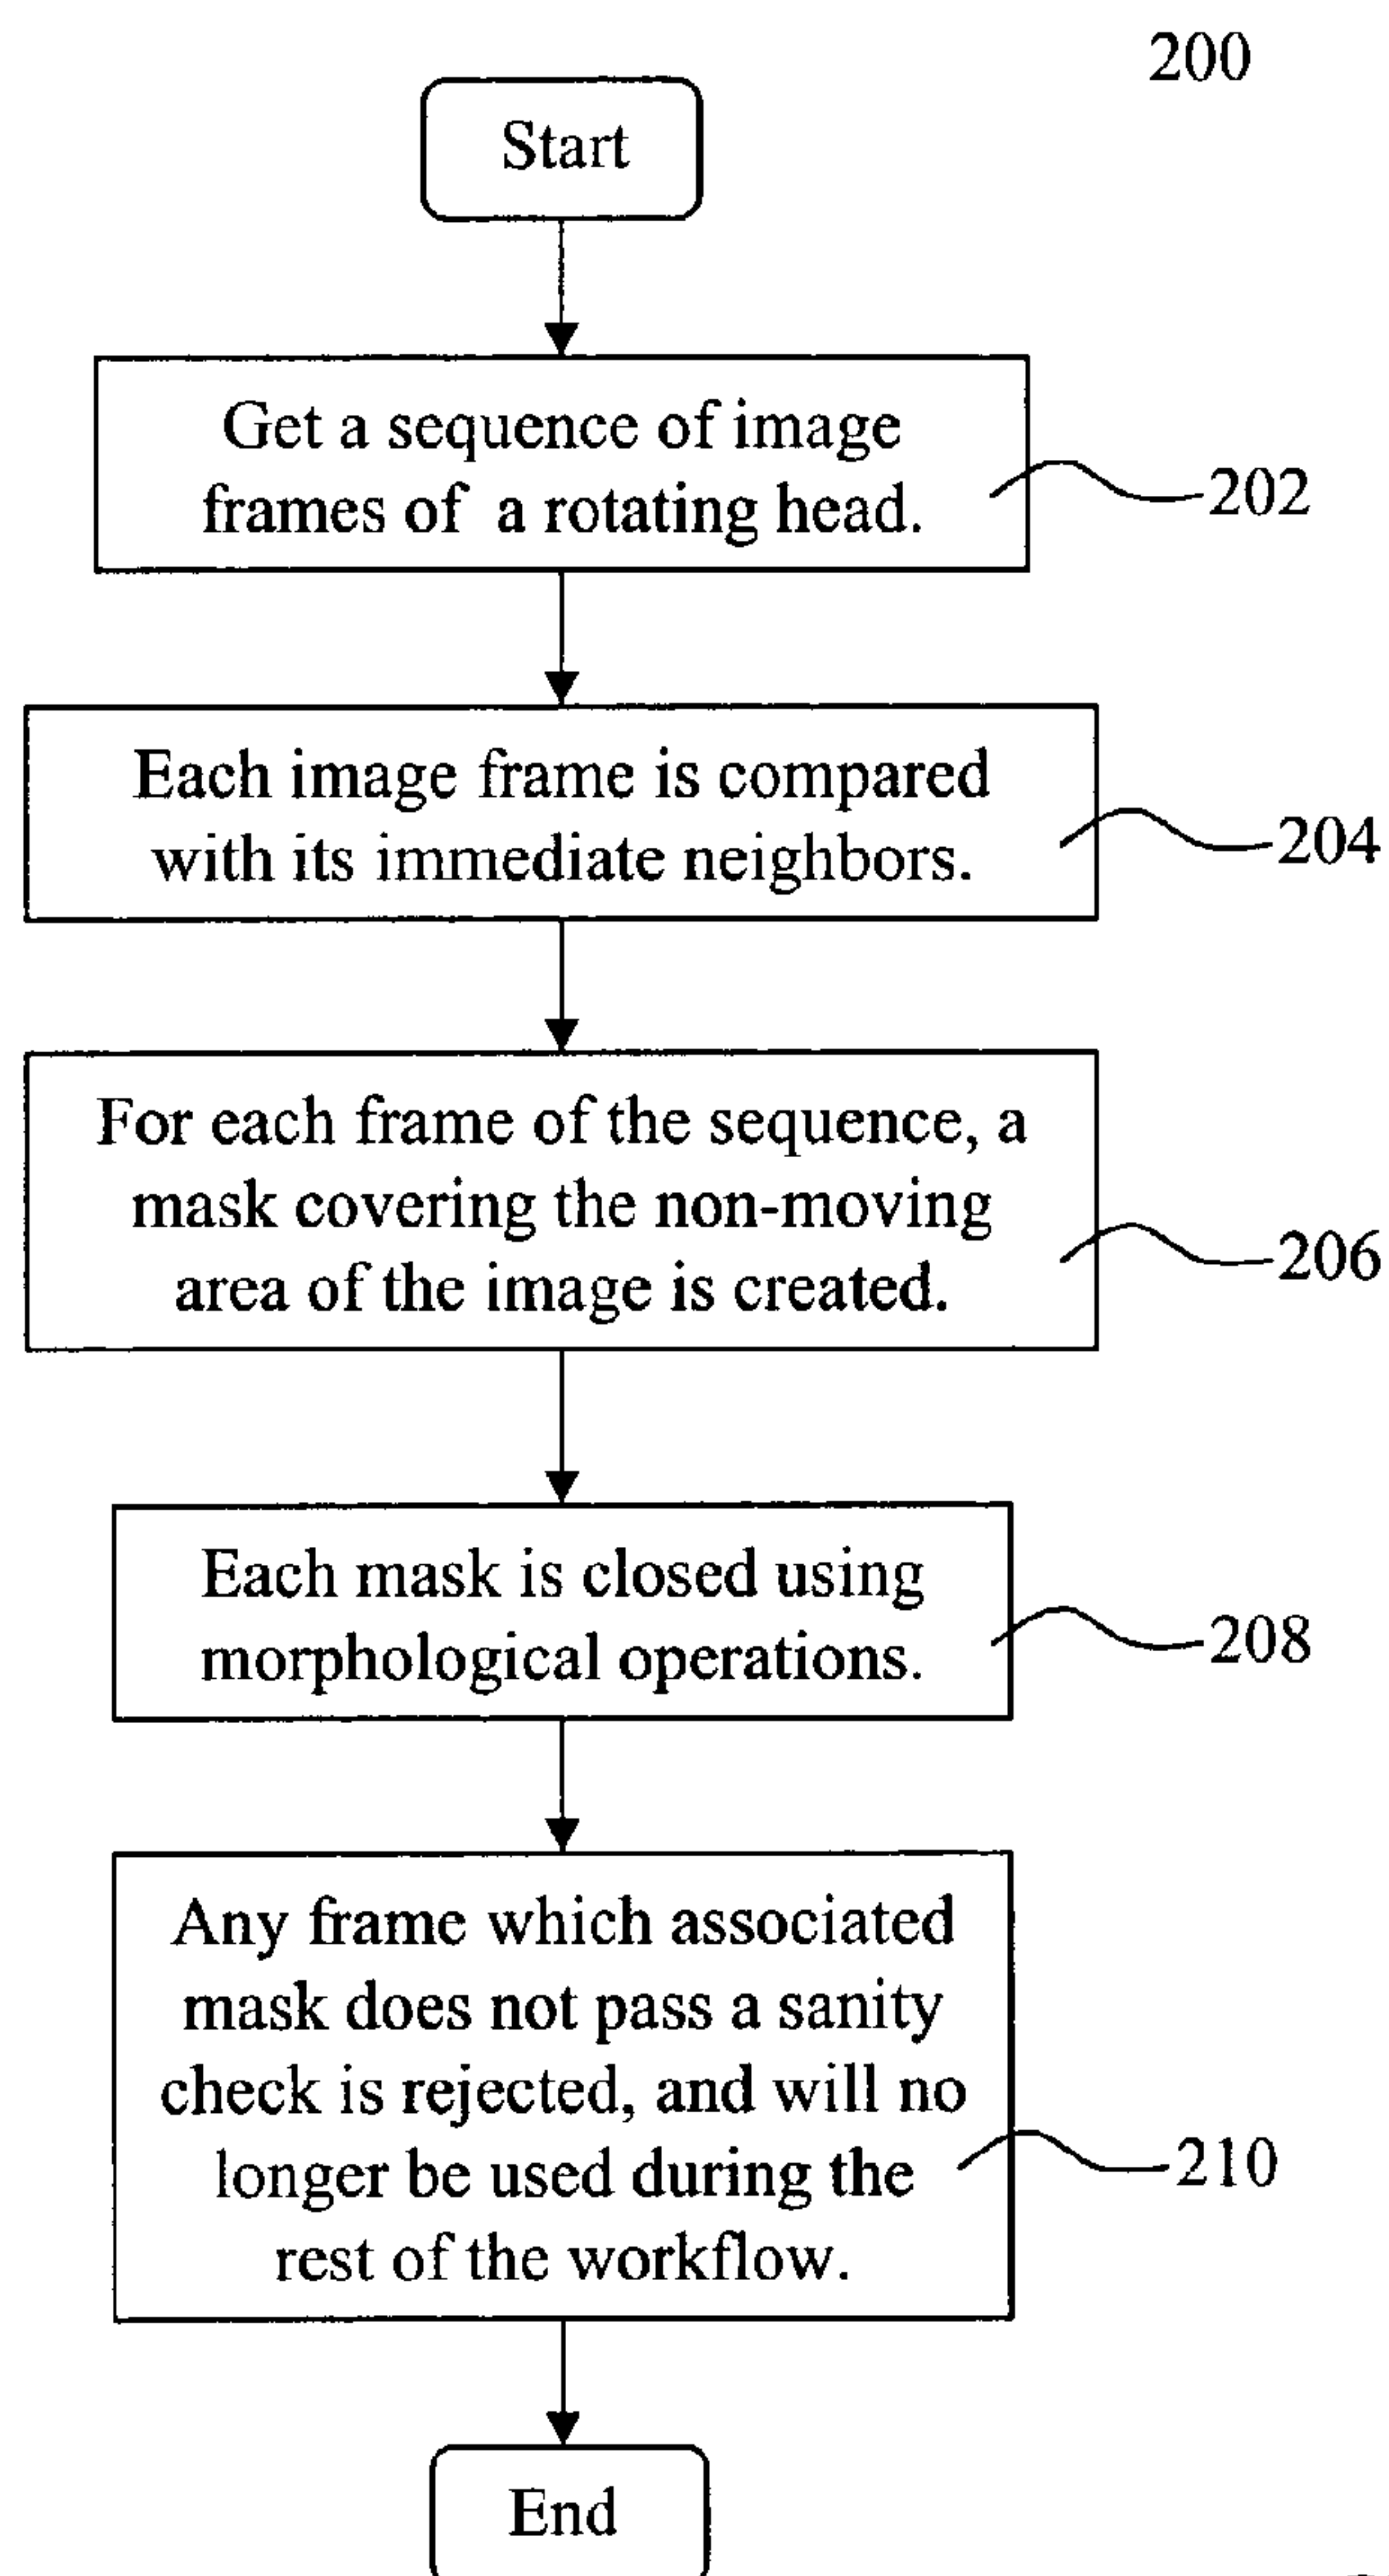 200
Start
Get a sequence of image
frames of a rotating head.
202
Each image frame is compared
with its immediate neighbors.
204
For each frame of the sequence, a
mask covering the non-moving
area of the image is created.
206
Each mask is closed using
morphological operations.
208
Any frame which associated
mask does not pass a sanity
check is rejected, and will no
longer be used during the
rest of the workflow.
210
End